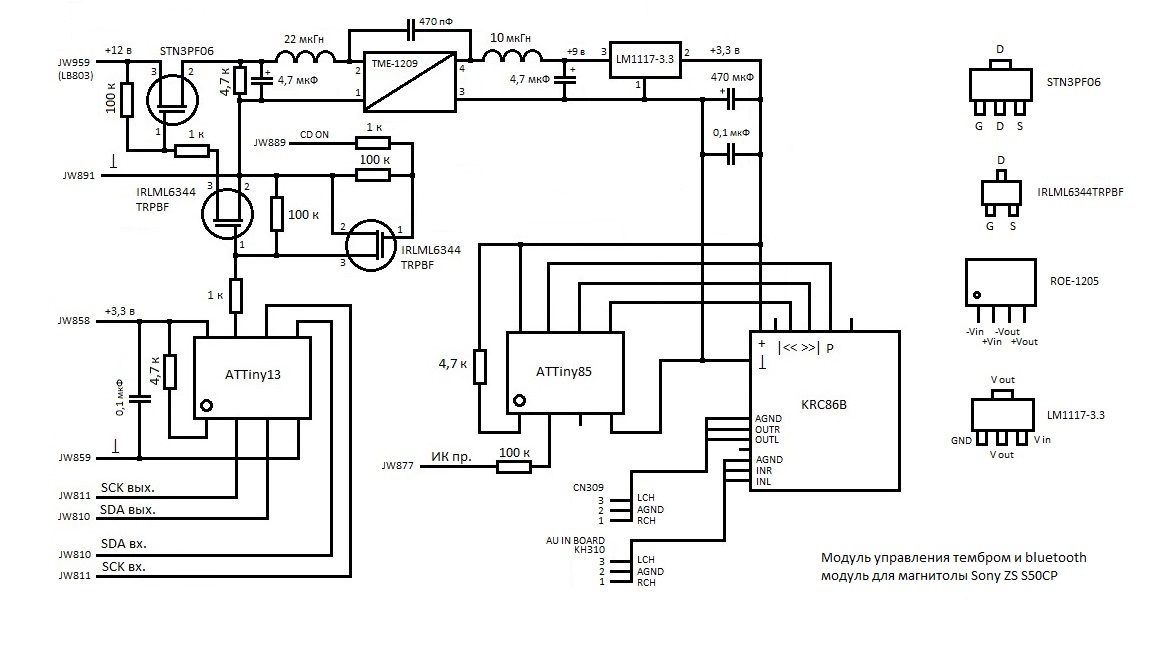 470 пФ
22 мкГн
10 мкГн
+12 в
STN3PF06
JW959
(LB803)
3
2
4,7 к
+
4,7 мкФ
2
TME-1209
4
1
3
+9 в
4,7 мкФ
+
3
LM1117-3.3
2
1
+3,3 в
470 мкФ
+
0,1 мкФ
100 к
1
1 к
JW889
CD ON
1 к
100 к
⊥
JW891
IRLML6344
TRPBF
3
2
1
100 к
2
1
3
IRLML6344
TRPBF
1 к
JW858
+3,3 в
4,7 к
0,1 мкФ
ATTiny13
⊥
JW859
JW811
SCK вых.
JW810
SDA вых.
JW810
SDA вх.
JW811
SCK вх.
4,7 к
ATTiny85
JW877
ИК пр.
100 к
+
|<< >>| P
⊥
KRC86B
AGND
OUTR
OUTL
AGND
INR
INL
CN309
3 LCH
2 AGND
1 RCH
AU IN BOARD
KH310
3 LCH
2 AGND
1 RCH
D
STN3PF06
G D S
D
IRLML6344TRPBF
G S
ROE-1205
-Vin -Vout
+Vin +Vout
V out
LM1117-3.3
GND V in
V out
Модуль управления тембром и bluetooth
модуль для магнитолы Sony ZS S50CP